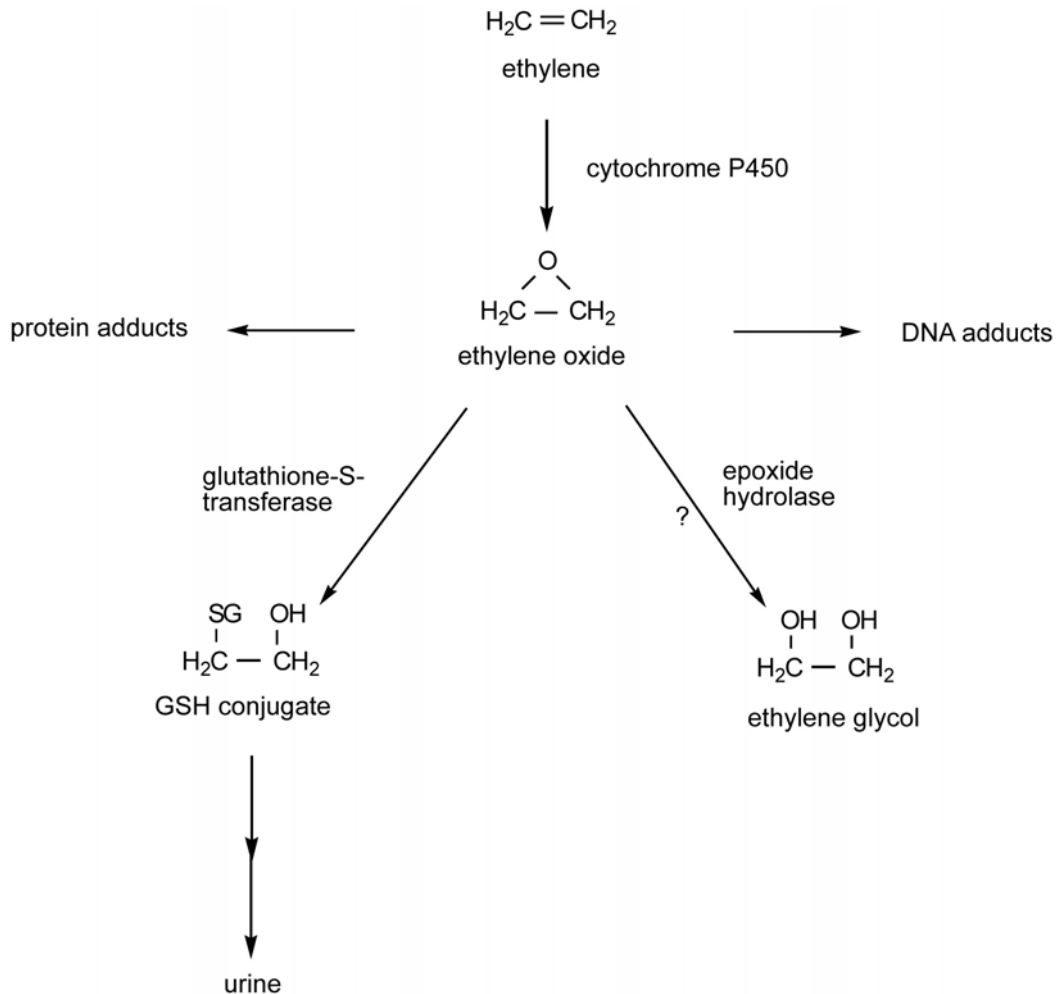 H2C=CH2
ethylene
cytochrome P450
O
H2C — CH2
ethylene oxide
protein adducts
DNA adducts
glutathione-S-
transferase
epoxide
hydrolase
?
SG OH
H2C — CH2
GSH conjugate
OH OH
H2C — CH2
ethylene glycol
urine